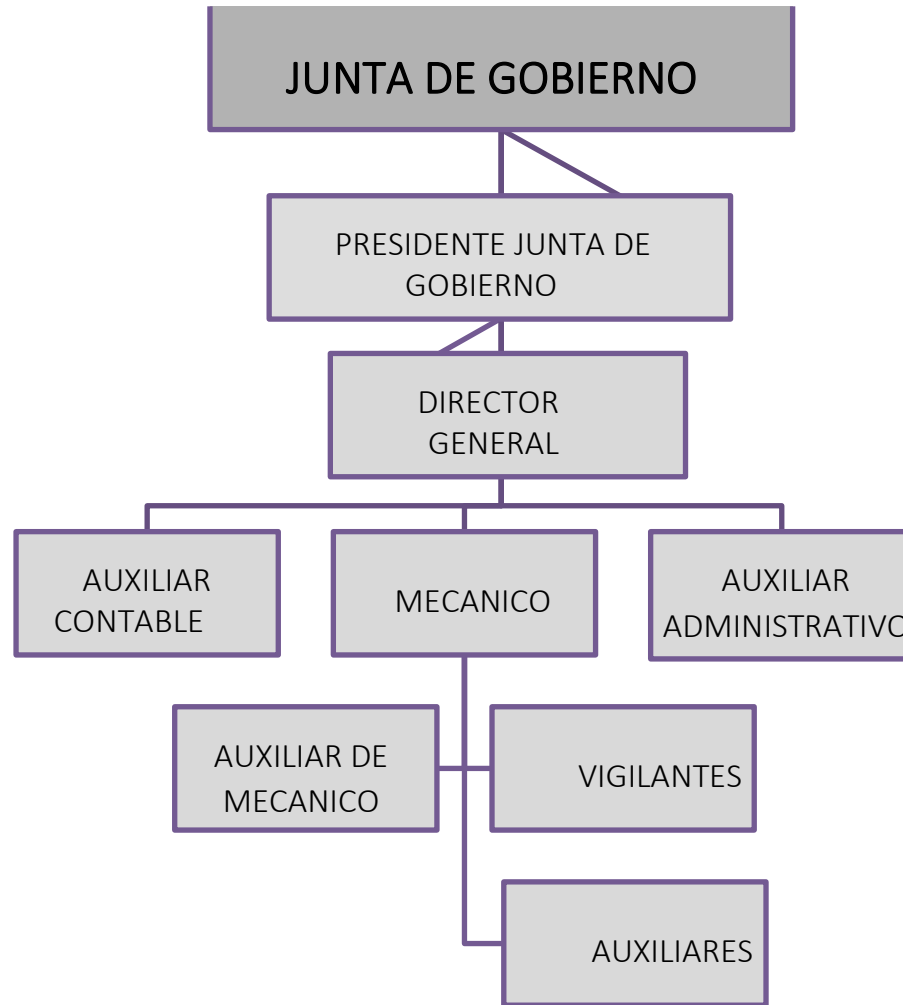 JUNTA DE GOBIERNO
PRESIDENTE JUNTA DE
GOBIERNO
DIRECTOR
GENERAL
AUXILIAR
CONTABLE
MECANICO
AUXILIAR
ADMINISTRATIVO
AUXILIAR DE
MECANICO
VIGILANTES
AUXILIARES